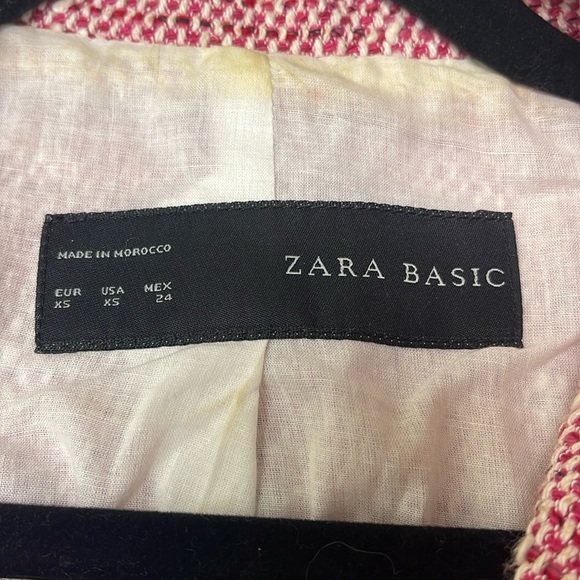 MADE IN MOROCCO
ZARA BASIC
EUR USA MEX
XS XS 24